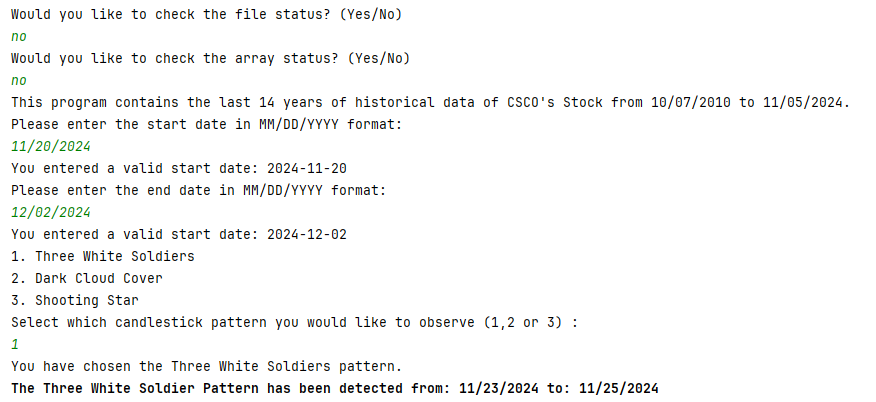 Would you like to check the file status? (Yes/No)
no
Would you like to check the array status? (Yes/No)
no
This program contains the last 14 years of historical data of CSCO's Stock from 10/07/2010 to 11/05/2024.
Please enter the start date in MM/DD/YYYY format:
11/20/2024
You entered a valid start date: 2024-11-20
Please enter the end date in MM/DD/YYYY format:
12/02/2024
You entered a valid start date: 2024-12-02
1. Three White Soldiers
2. Dark Cloud Cover
3. Shooting Star
Select which candlestick pattern you would like to observe (1,2 or 3) :
1
You have chosen the Three White Soldiers pattern.
The Three White Soldier Pattern has been detected from: 11/23/2024 to: 11/25/2024